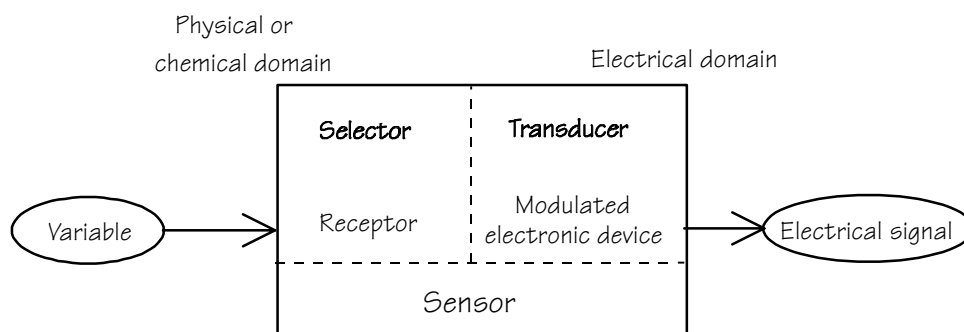 Physical or
chemical domain
Electrical domain
Selector
Transducer
Variable
Receptor
Modulated
electronic device
Electrical signal
Sensor